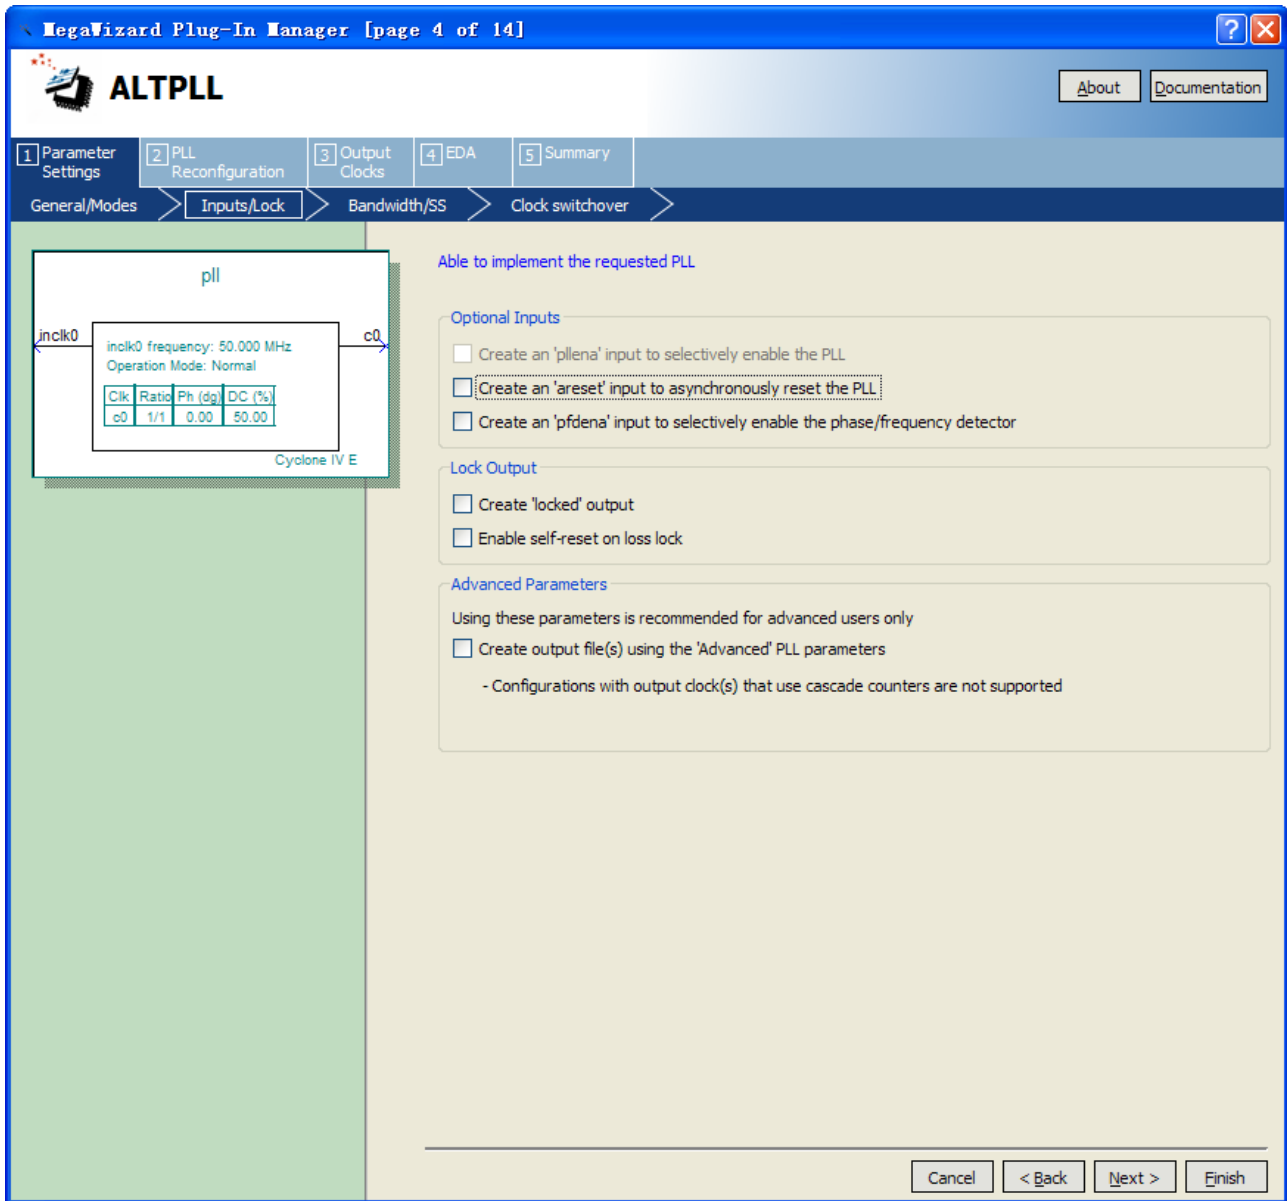 MegaWizard Plug-In Manager [page 4 of 14]
ALTPLL
About
Documentation
1 Parameter Settings
2 PLL Reconfiguration
3 Output Clocks
4 EDA
5 Summary
General/Modes
Inputs/Lock
Bandwidth/SS
Clock switchover
pll
inclk0
c0
inclk0 frequency: 50.000 MHz
Operation Mode: Normal
Clk Ratio Ph (dg) DC (%)
c0 1/1 0.00 50.00
Cyclone IV E
Able to implement the requested PLL
Optional Inputs
Create an 'pllena' input to selectively enable the PLL
Create an 'areset' input to asynchronously reset the PLL
Create an 'pfdena' input to selectively enable the phase/frequency detector
Lock Output
Create 'locked' output
Enable self-reset on loss lock
Advanced Parameters
Using these parameters is recommended for advanced users only
Create output file(s) using the 'Advanced' PLL parameters
- Configurations with output clock(s) that use cascade counters are not supported
Cancel
< Back
Next >
Finish